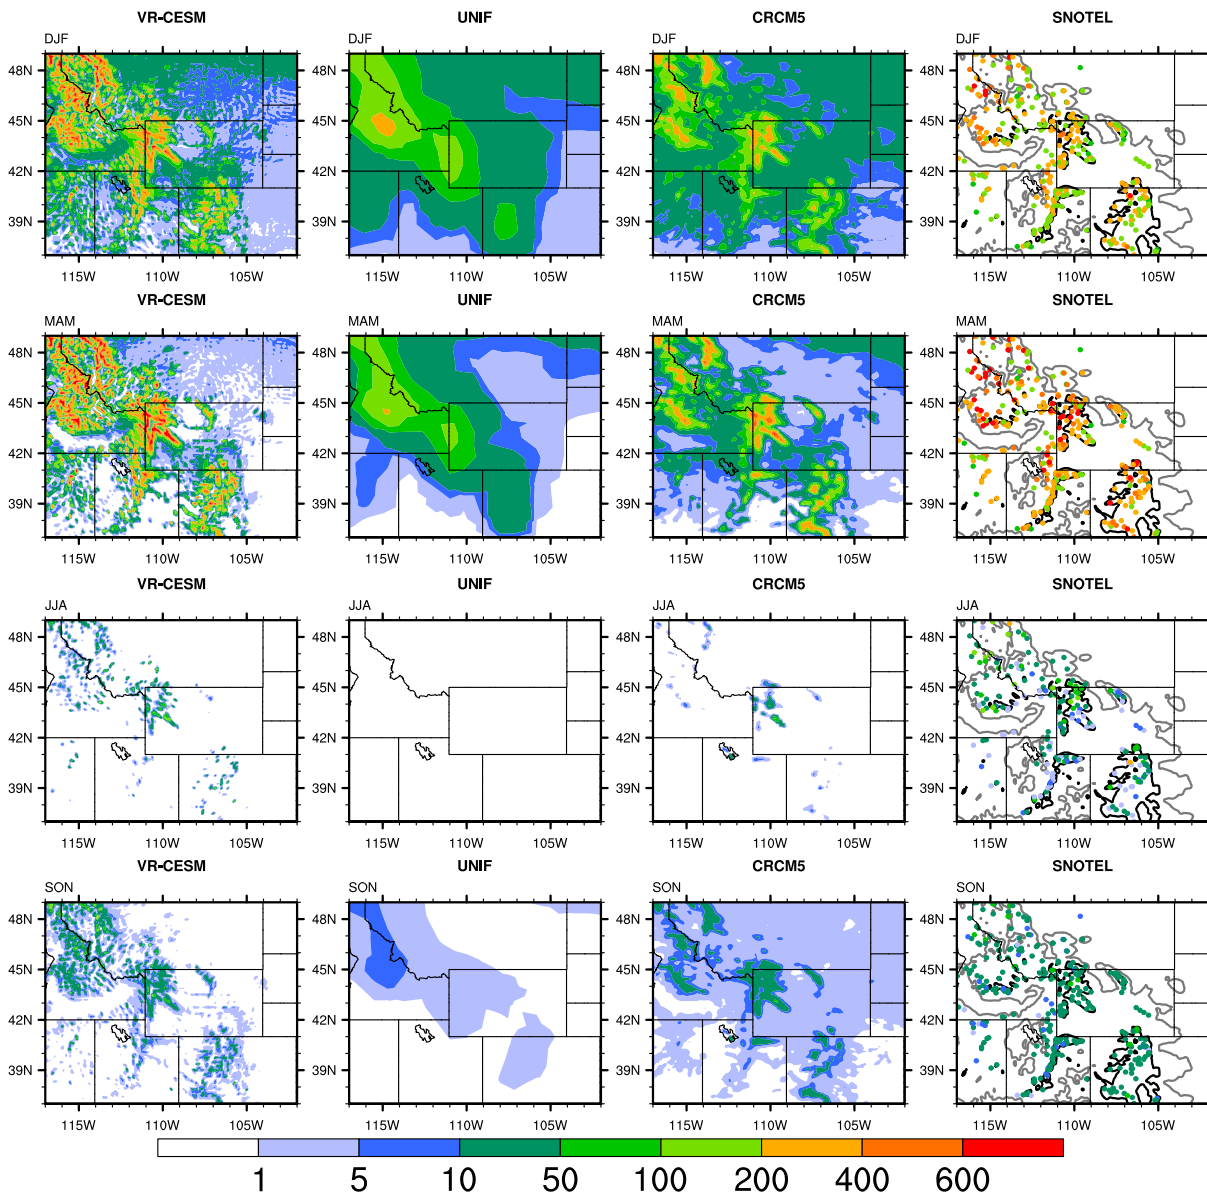 VR-CESM UNIF CRCM5 SNOTEL
DJF DJF DJF DJF
48N 48N 48N 48N
45N 45N 45N 45N
42N 42N 42N 42N
39N 39N 39N 39N
115W 110W 105W 115W 110W 105W 115W 110W 105W 115W 110W 105W
VR-CESM UNIF CRCM5 SNOTEL
MAM MAM MAM MAM
48N 48N 48N 48N
45N 45N 45N 45N
42N 42N 42N 42N
39N 39N 39N 39N
115W 110W 105W 115W 110W 105W 115W 110W 105W 115W 110W 105W
VR-CESM UNIF CRCM5 SNOTEL
JJA JJA JJA JJA
48N 48N 48N 48N
45N 45N 45N 45N
42N 42N 42N 42N
39N 39N 39N 39N
115W 110W 105W 115W 110W 105W 115W 110W 105W 115W 110W 105W
VR-CESM UNIF CRCM5 SNOTEL
SON SON SON SON
48N 48N 48N 48N
45N 45N 45N 45N
42N 42N 42N 42N
39N 39N 39N 39N
115W 110W 105W 115W 110W 105W 115W 110W 105W 115W 110W 105W
1 5 10 50 100 200 400 600